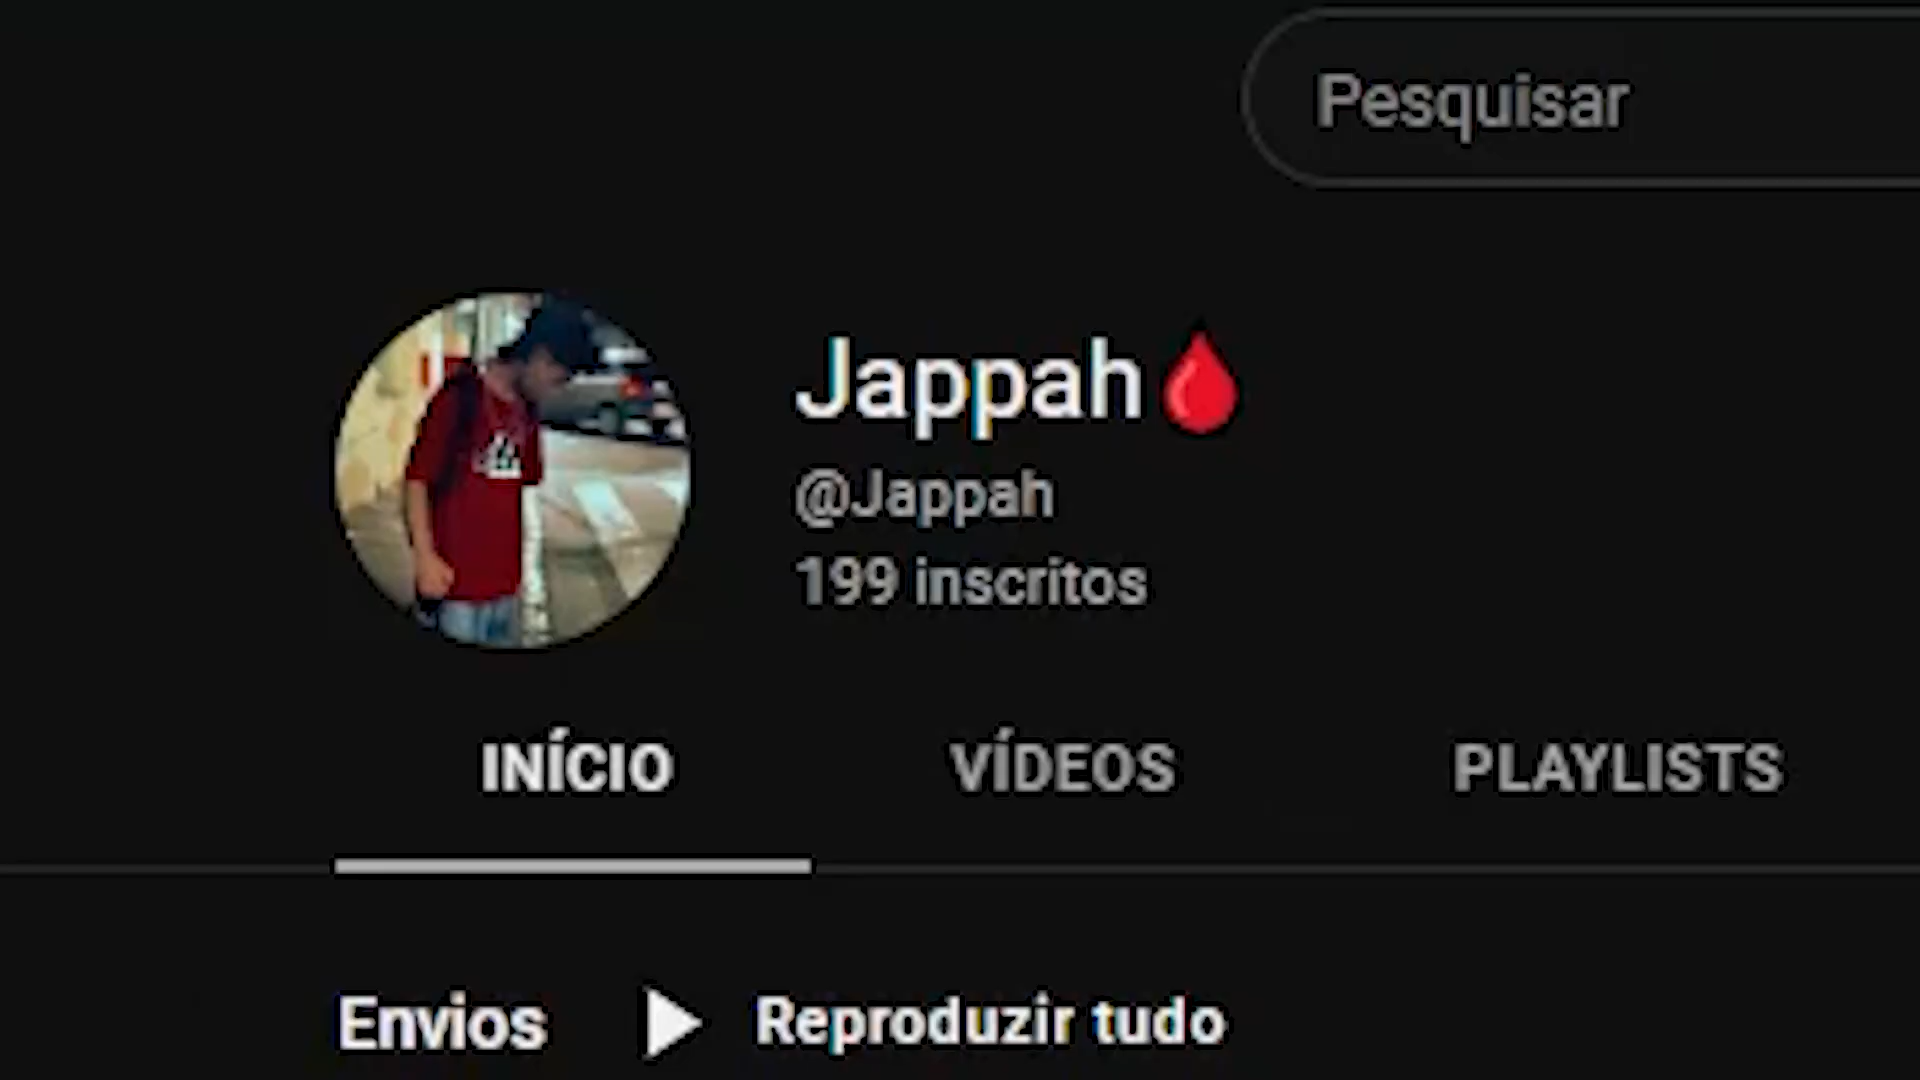 Pesquisar
Jappah🩸
@Jappah
199 inscritos
INÍCIO VÍDEOS PLAYLISTS
Envios Reproduzir tudo